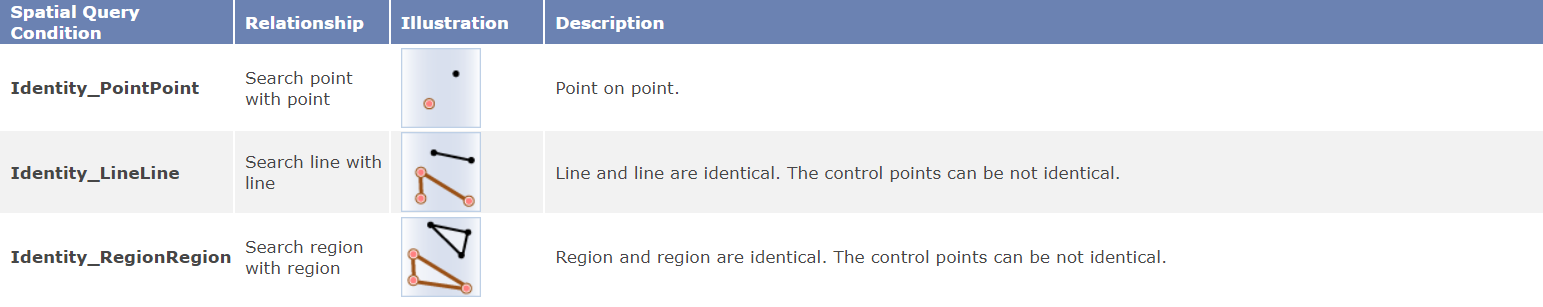 Spatial Query
Condition
Relationship
Illustration
Description
Identity_PointPoint
Search point
with point
Point on point.
Identity_LineLine
Search line with
line
Line and line are identical. The control points can be not identical.
Identity_RegionRegion
Search region
with region
Region and region are identical. The control points can be not identical.